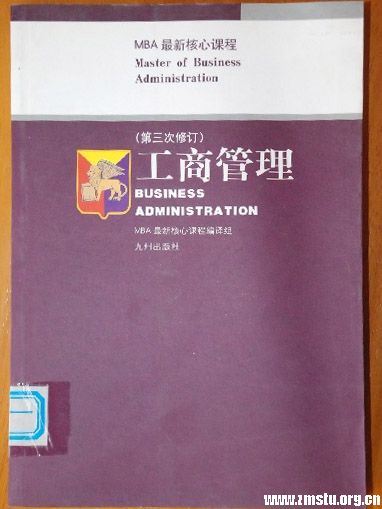 MBA 最新核心课程
Master of Business
Administration
(第三次修订)
工商管理
BUSINESS
ADMINISTRATION
MBA 最新核心课程编译组
九州出版社
www.zmstu.org.cn